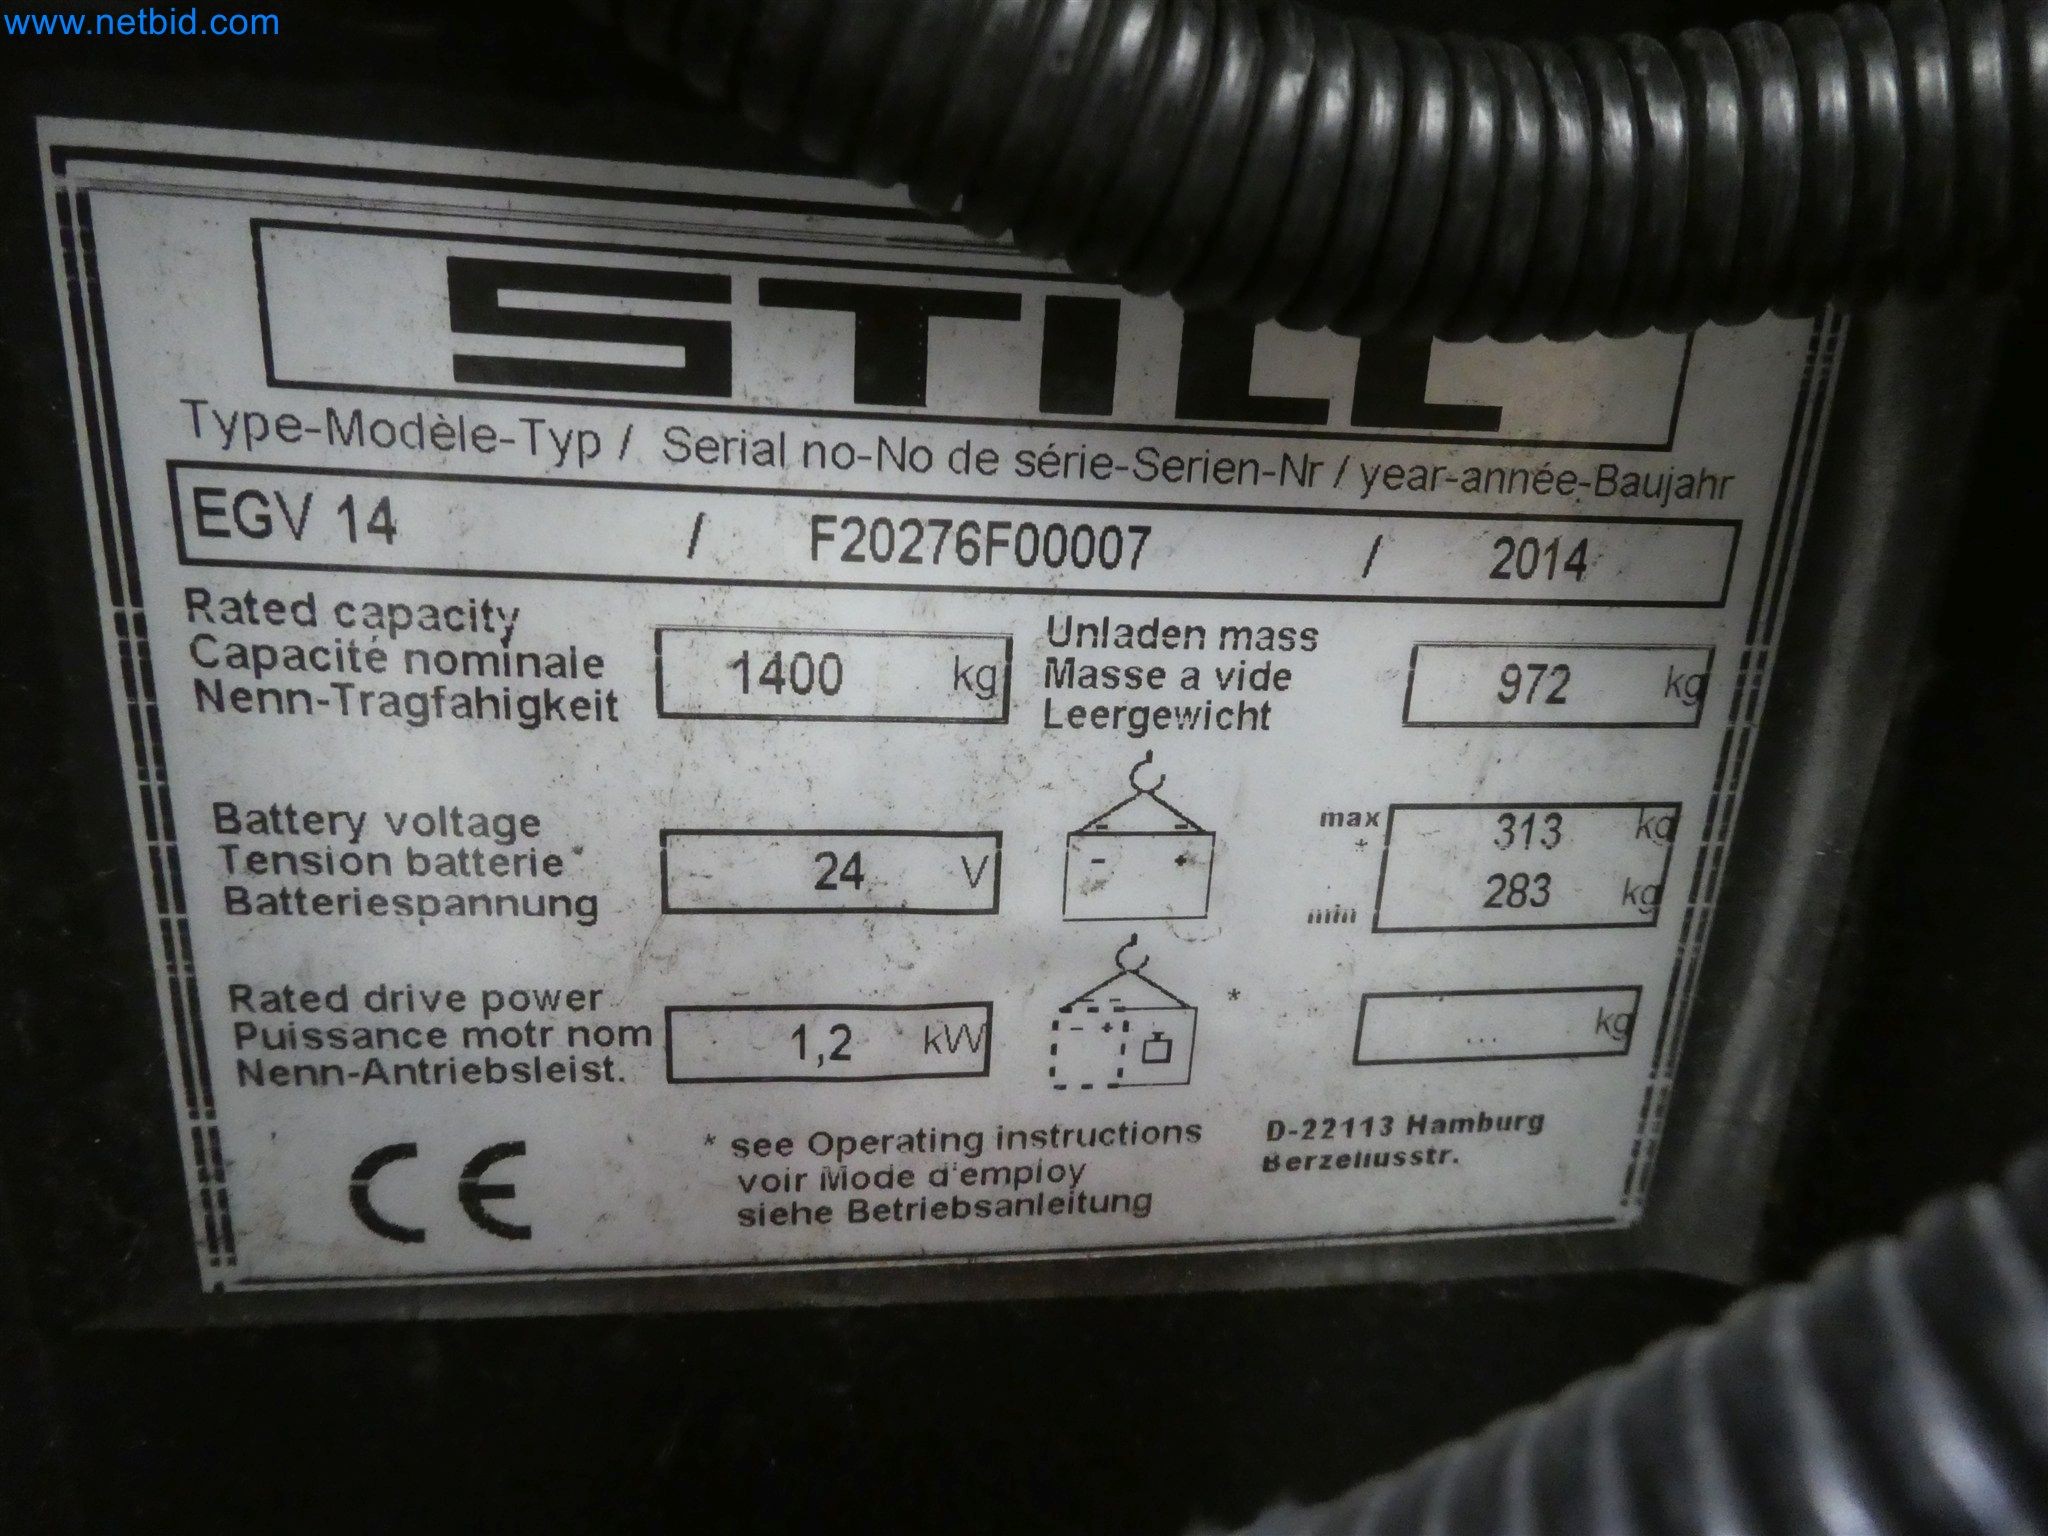 www.netbid.com
STILL
Type-Modèle-Typ / Serial no-No de série-Serien-Nr / year-année-Baujahr
EGV 14 / F20276F00007 / 2014
Rated capacity
Capacité nominale
Nenn-Tragfahigkeit
1400 kg
Unladen mass
Masse a vide
Leergewicht
972 kg
Battery voltage
Tension batterie
Batteriespannung
24 V
- +
max 313 kg
*
min 283 kg
Rated drive power
Puissance motr nom
Nenn-Antriebsleist.
1,2 kW
- +
*
... kg
CE
* see Operating instructions
voir Mode d'employ
siehe Betriebsanleitung
D-22113 Hamburg
Berzeliusstr.